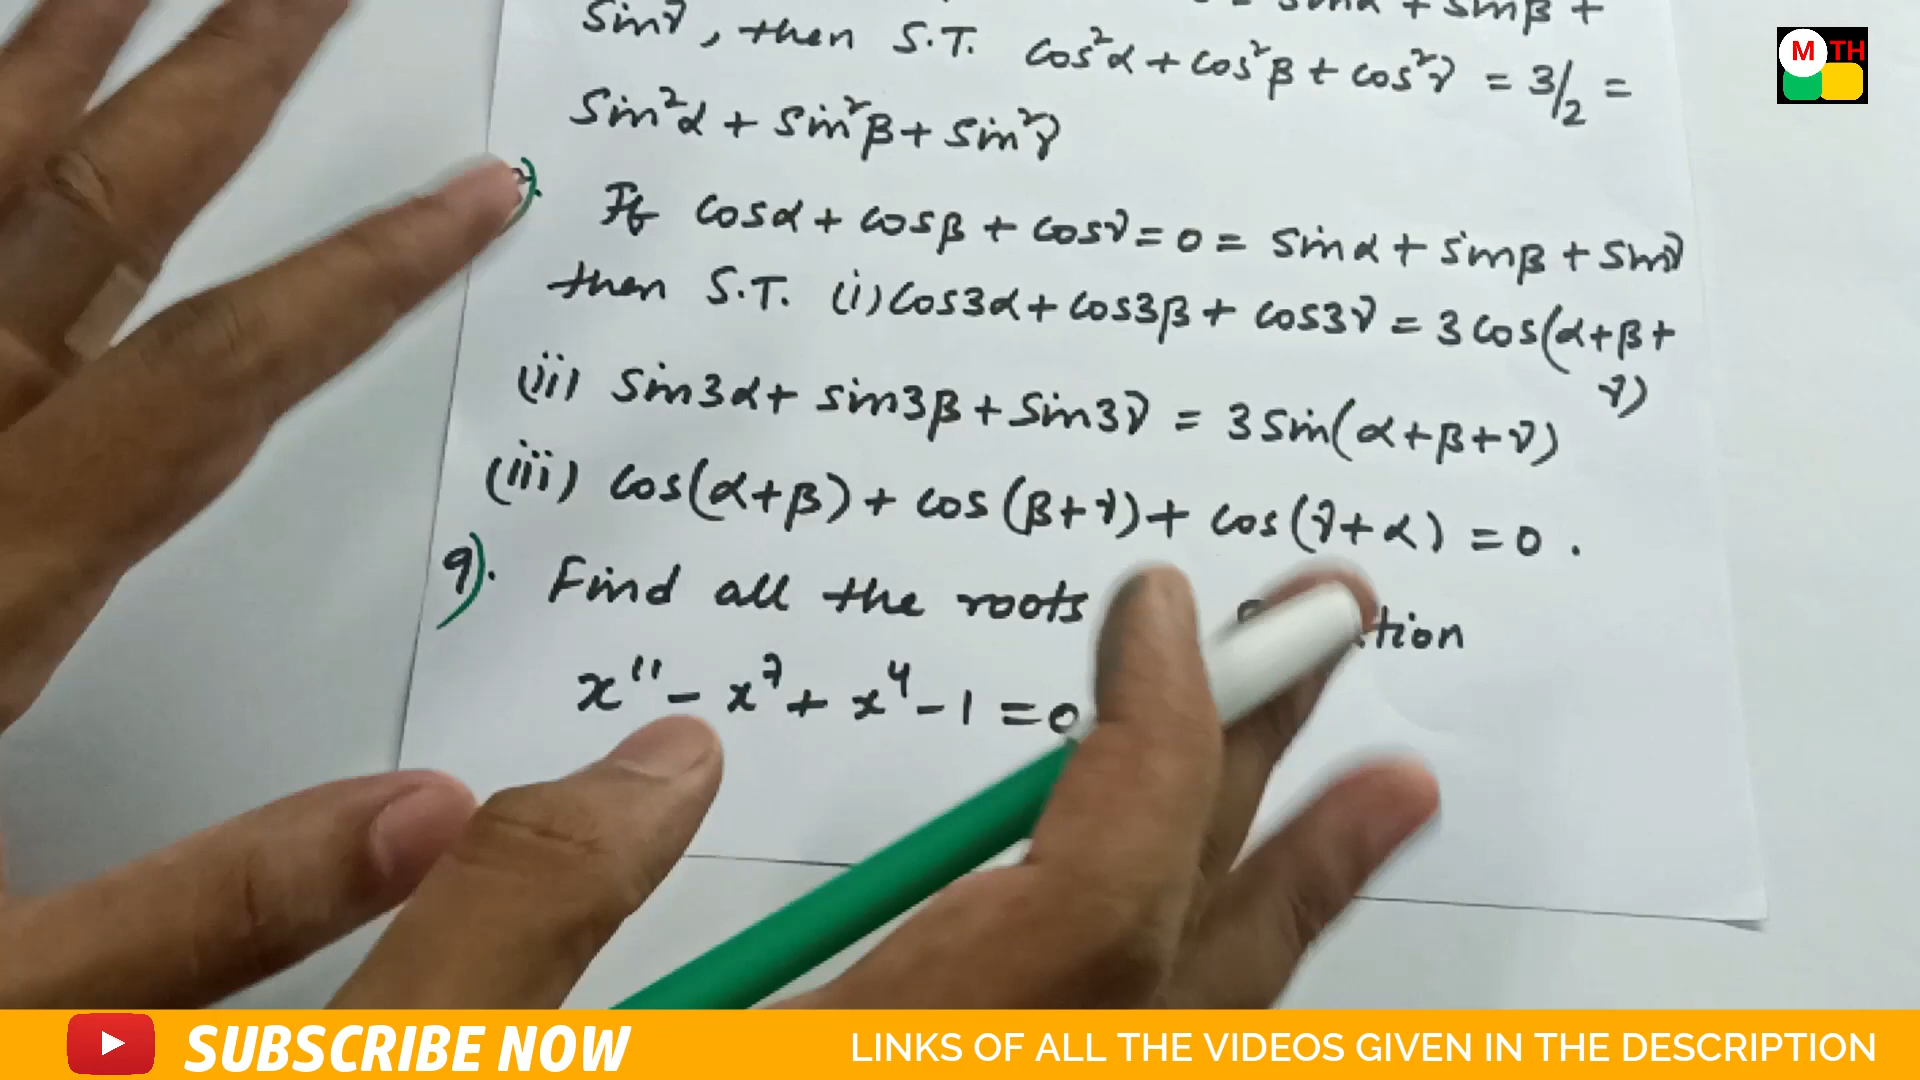 = sinα + sinβ +
sinγ, then S.T. cos²α + cos²β + cos²γ = 3/2 =
sin²α + sin²β + sin²γ
If cosα + cosβ + cosγ = 0 = sinα + sinβ + sinγ
then S.T. (i) cos3α + cos3β + cos3γ = 3cos(α+β+
γ)
(ii) sin3α + sin3β + sin3γ = 3sin(α+β+γ)
(iii) cos(α+β) + cos(β+γ) + cos(γ+α) = 0.
9). Find all the roots
x¹¹ - x⁷ + x⁴ - 1 = 0
M TH
SUBSCRIBE NOW
LINKS OF ALL THE VIDEOS GIVEN IN THE DESCRIPTION